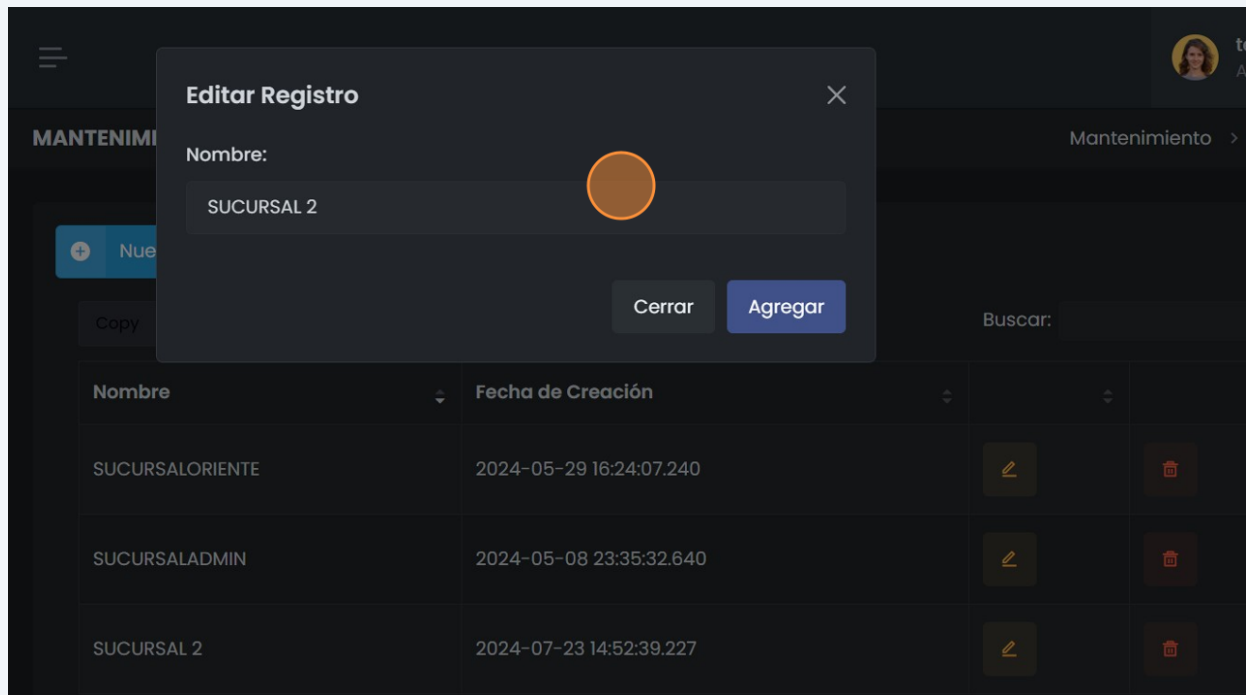 Editar Registro
MANTENIMI
Mantenimiento >
Nombre:
SUCURSAL 2
Nue
Cerrar
Agregar
Copy
Buscar:
Nombre
Fecha de Creación
SUCURSALORIENTE
2024-05-29 16:24:07.240
SUCURSALADMIN
2024-05-08 23:35:32.640
SUCURSAL 2
2024-07-23 14:52:39.227